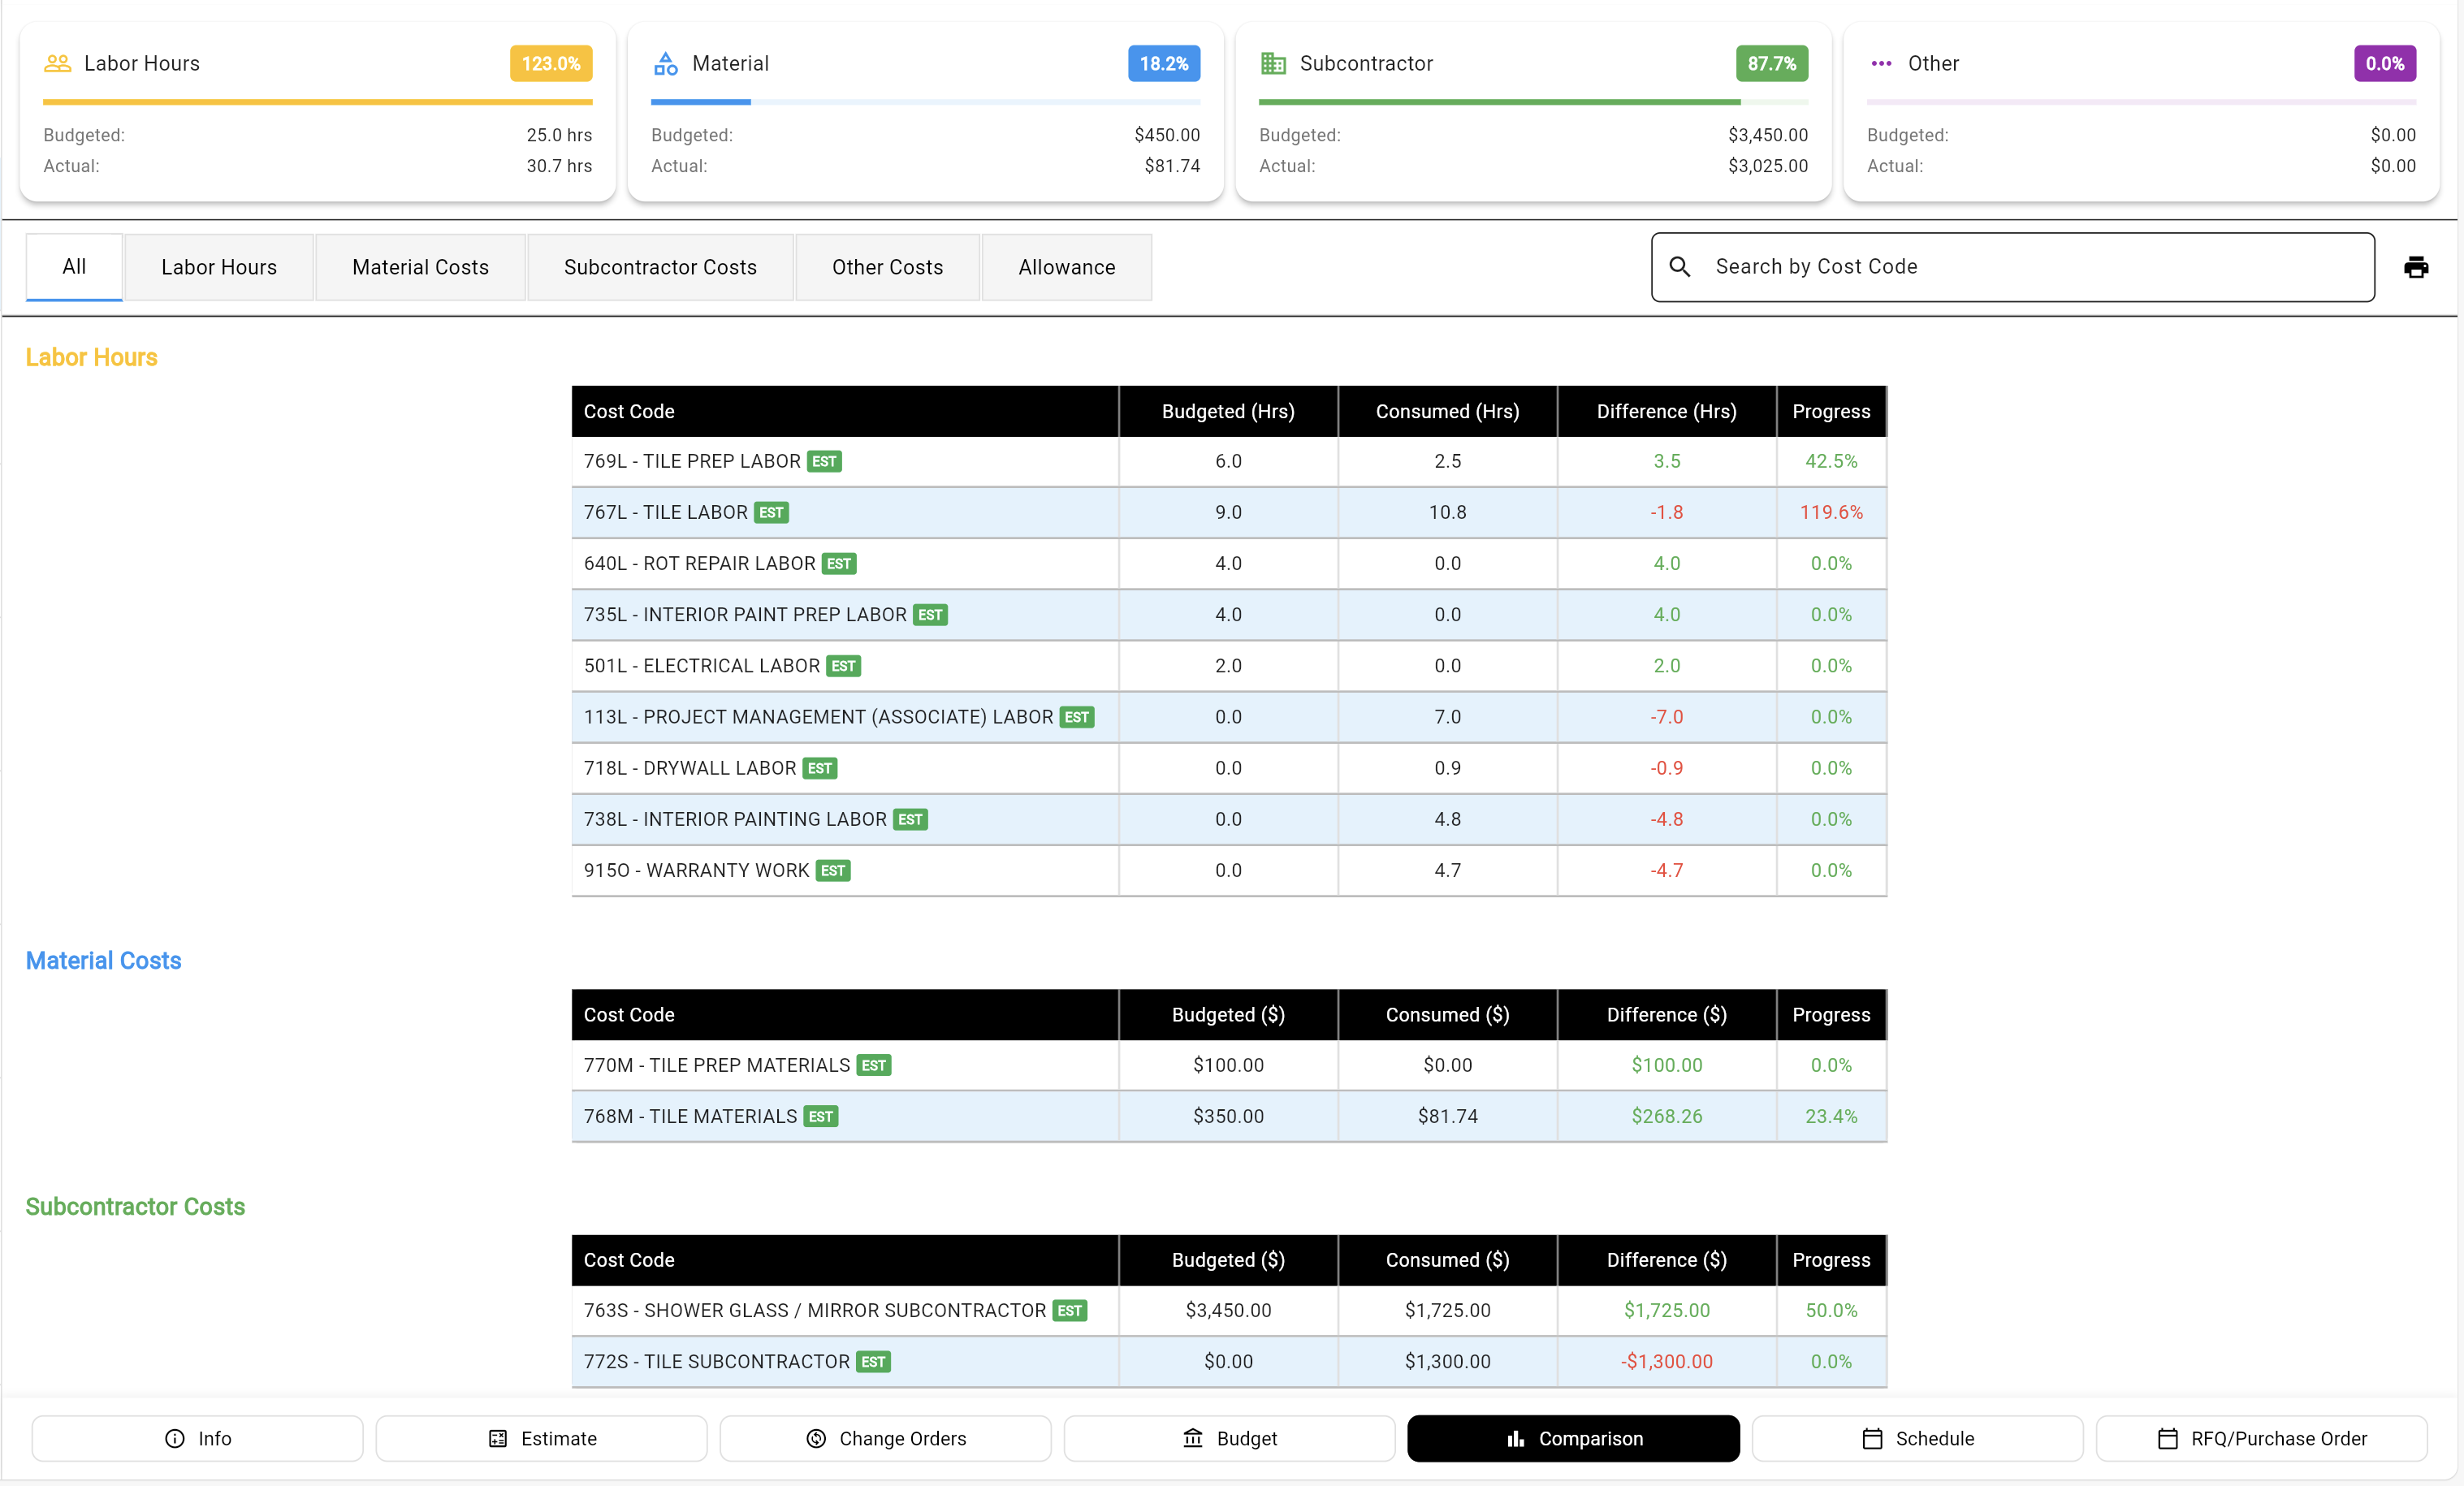 Labor Hours 123.0%
Budgeted: 25.0 hrs
Actual: 30.7 hrs
Material 18.2%
Budgeted: $450.00
Actual: $81.74
Subcontractor 87.7%
Budgeted: $3,450.00
Actual: $3,025.00
Other 0.0%
Budgeted: $0.00
Actual: $0.00
All Labor Hours Material Costs Subcontractor Costs Other Costs Allowance Search by Cost Code
Labor Hours
Cost Code Budgeted (Hrs) Consumed (Hrs) Difference (Hrs) Progress
769L - TILE PREP LABOR EST 6.0 2.5 3.5 42.5%
767L - TILE LABOR EST 9.0 10.8 -1.8 119.6%
640L - ROT REPAIR LABOR EST 4.0 0.0 4.0 0.0%
735L - INTERIOR PAINT PREP LABOR EST 4.0 0.0 4.0 0.0%
501L - ELECTRICAL LABOR EST 2.0 0.0 2.0 0.0%
113L - PROJECT MANAGEMENT (ASSOCIATE) LABOR EST 0.0 7.0 -7.0 0.0%
718L - DRYWALL LABOR EST 0.0 0.9 -0.9 0.0%
738L - INTERIOR PAINTING LABOR EST 0.0 4.8 -4.8 0.0%
915O - WARRANTY WORK EST 0.0 4.7 -4.7 0.0%
Material Costs
Cost Code Budgeted ($) Consumed ($) Difference ($) Progress
770M - TILE PREP MATERIALS EST $100.00 $0.00 $100.00 0.0%
768M - TILE MATERIALS EST $350.00 $81.74 $268.26 23.4%
Subcontractor Costs
Cost Code Budgeted ($) Consumed ($) Difference ($) Progress
763S - SHOWER GLASS / MIRROR SUBCONTRACTOR EST $3,450.00 $1,725.00 $1,725.00 50.0%
772S - TILE SUBCONTRACTOR EST $0.00 $1,300.00 -$1,300.00 0.0%
Info Estimate Change Orders Budget Comparison Schedule RFQ/Purchase Order